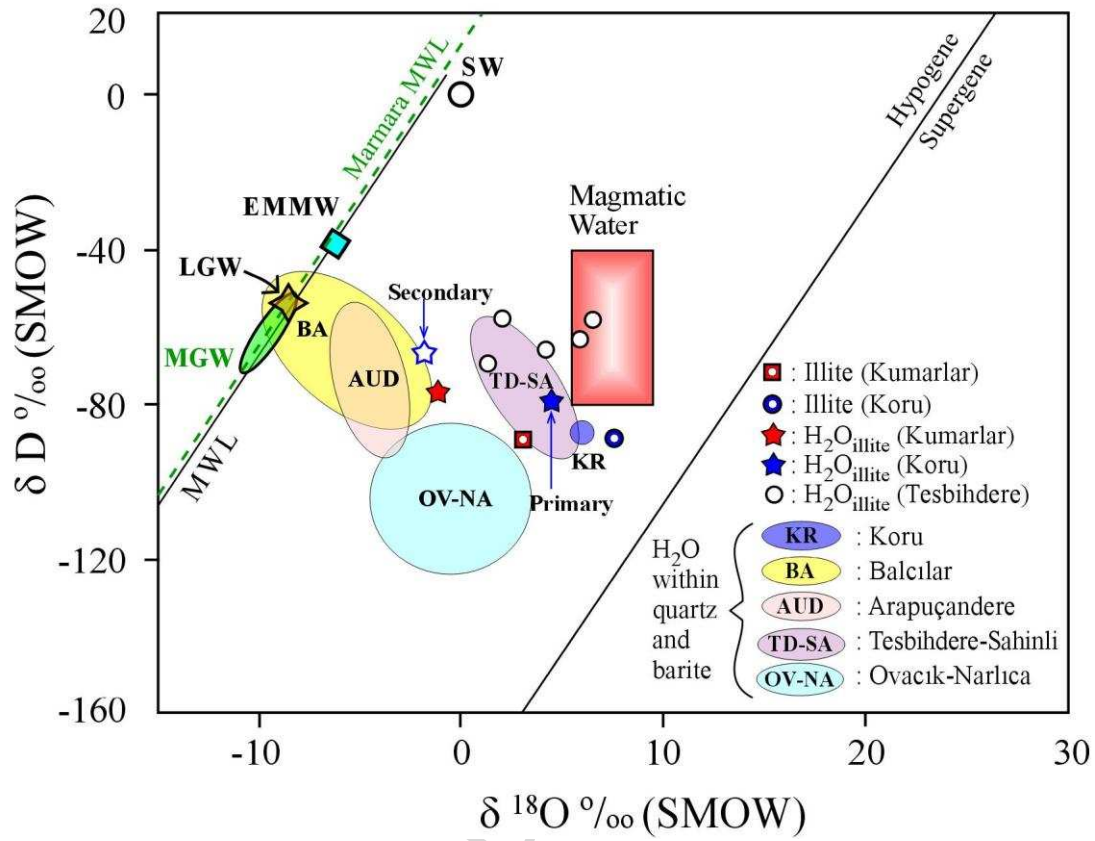 20
0
-40
-80
-120
-160
δ D ‰ (SMOW)
-10
0
10
20
30
δ ¹⁸O ‰ (SMOW)
Marmara MWL
SW
Hypogene
Supergene
EMMW
Magmatic
Water
LGW
BA
Secondary
MGW
AUD
TD-SA
MWL
KR
OV-NA
Primary
: Illite (Kumarlar)
: Illite (Koru)
: H₂Oillite (Kumarlar)
: H₂Oillite (Koru)
: H₂Oillite (Tesbihdere)
H₂O
within
quartz
and
barite
KR : Koru
BA : Balcılar
AUD : Arapuçandere
TD-SA : Tesbihdere-Sahinli
OV-NA : Ovacık-Narlıca